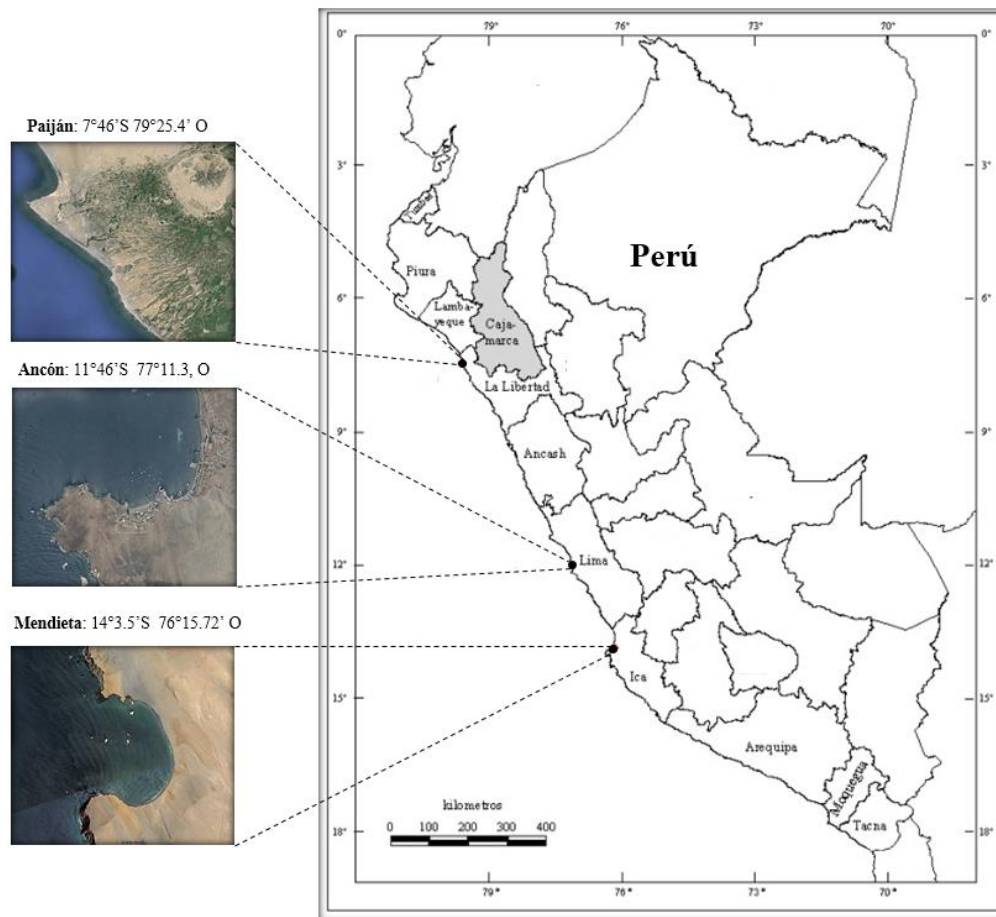 79° 76° 73° 70°
0° 0°
Paiján: 7°46’S 79°25.4’ O
3° 3°
Tumbes
Perú
Piura
6° 6°
Lamba-
yeque
Caja-
marca
Ancón: 11°46’S 77°11.3, O
La Libertad
9° 9°
Ancash
Lima
12° 12°
Mendieta: 14°3.5’S 76°15.72’ O
Ica
15° 15°
Arequipa
Moquegua
kilometros
0 100 200 300 400
Tacna
18° 18°
79° 76° 73° 70°